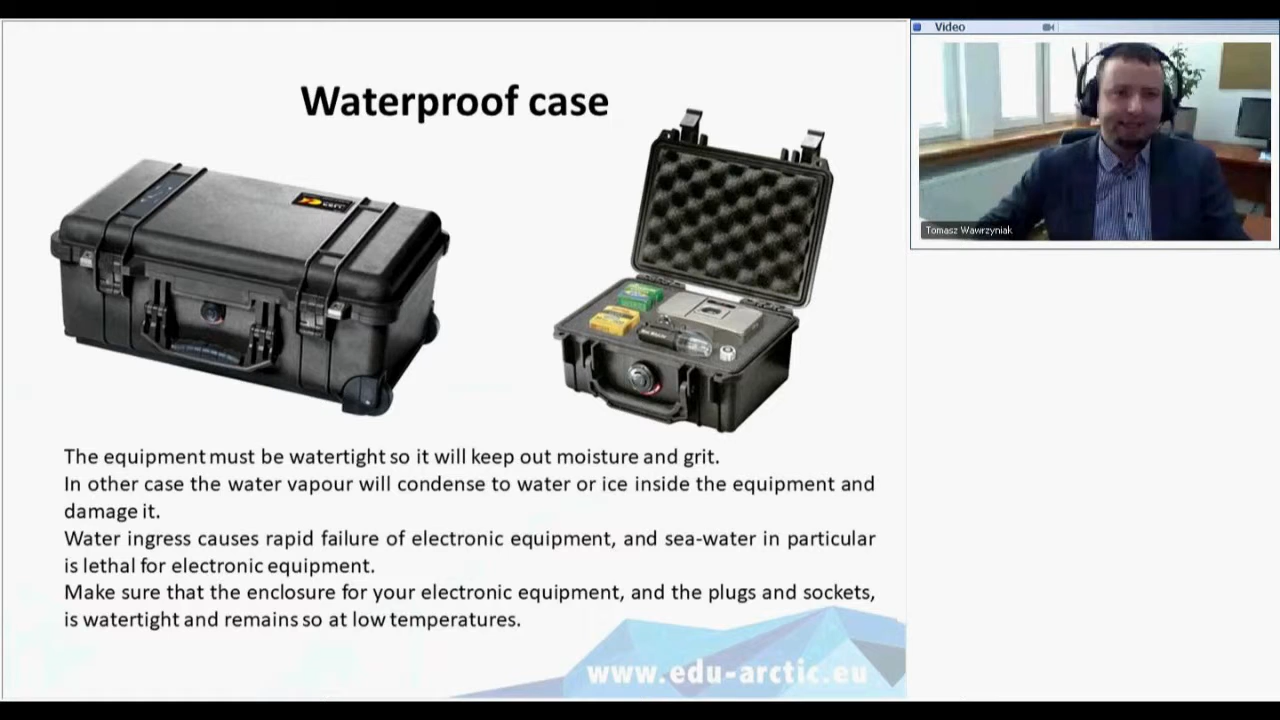 Video
Waterproof case
Tomasz Wawrzyniak
The equipment must be watertight so it will keep out moisture and grit.
In other case the water vapour will condense to water or ice inside the equipment and
damage it.
Water ingress causes rapid failure of electronic equipment, and sea-water in particular
is lethal for electronic equipment.
Make sure that the enclosure for your electronic equipment, and the plugs and sockets,
is watertight and remains so at low temperatures.
www.edu-arctic.eu